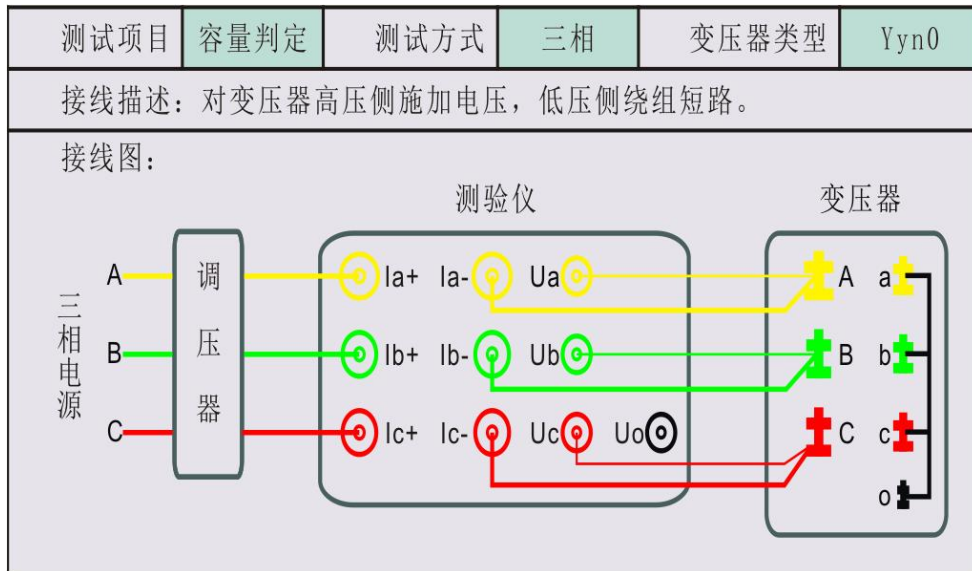 测试项目 容量判定 测试方式 三相 变压器类型 Yyn0
接线描述：对变压器高压侧施加电压，低压侧绕组短路。
接线图：
测验仪 变压器
三相电源
调压器
A Ia+ Ia- Ua A a
B Ib+ Ib- Ub B b
C Ic+ Ic- Uc Uo C c
o